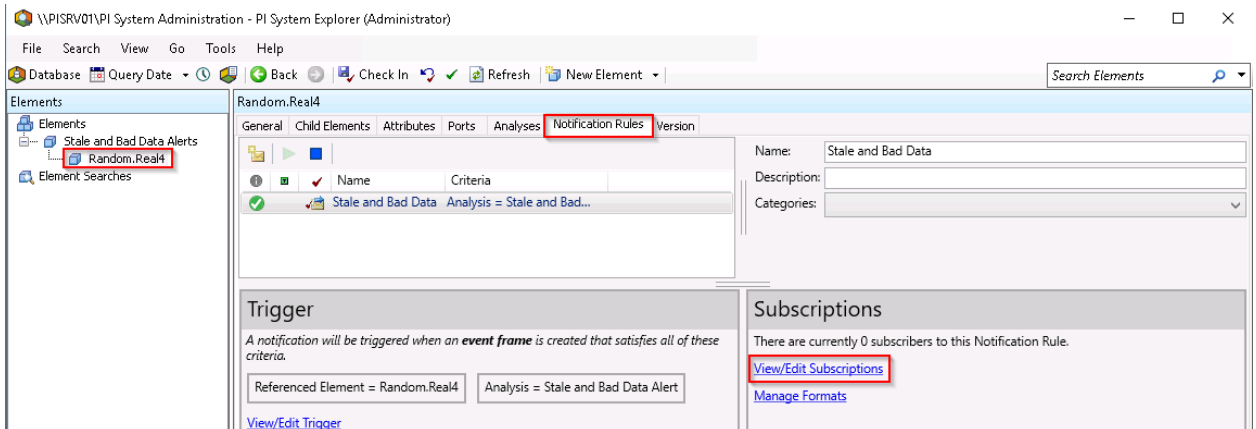 \\PISRV01\PI System Administration - PI System Explorer (Administrator)
File Search View Go Tools Help
Database Query Date Back Check In Refresh New Element Search Elements
Elements
Elements
Stale and Bad Data Alerts
Random.Real4
Element Searches
Random.Real4
General Child Elements Attributes Ports Analyses Notification Rules Version
Name Criteria
Stale and Bad Data Analysis = Stale and Bad...
Name: Stale and Bad Data
Description:
Categories:
Trigger
A notification will be triggered when an event frame is created that satisfies all of these
criteria.
Referenced Element = Random.Real4 Analysis = Stale and Bad Data Alert
View/Edit Trigger
Subscriptions
There are currently 0 subscribers to this Notification Rule.
View/Edit Subscriptions
Manage Formats